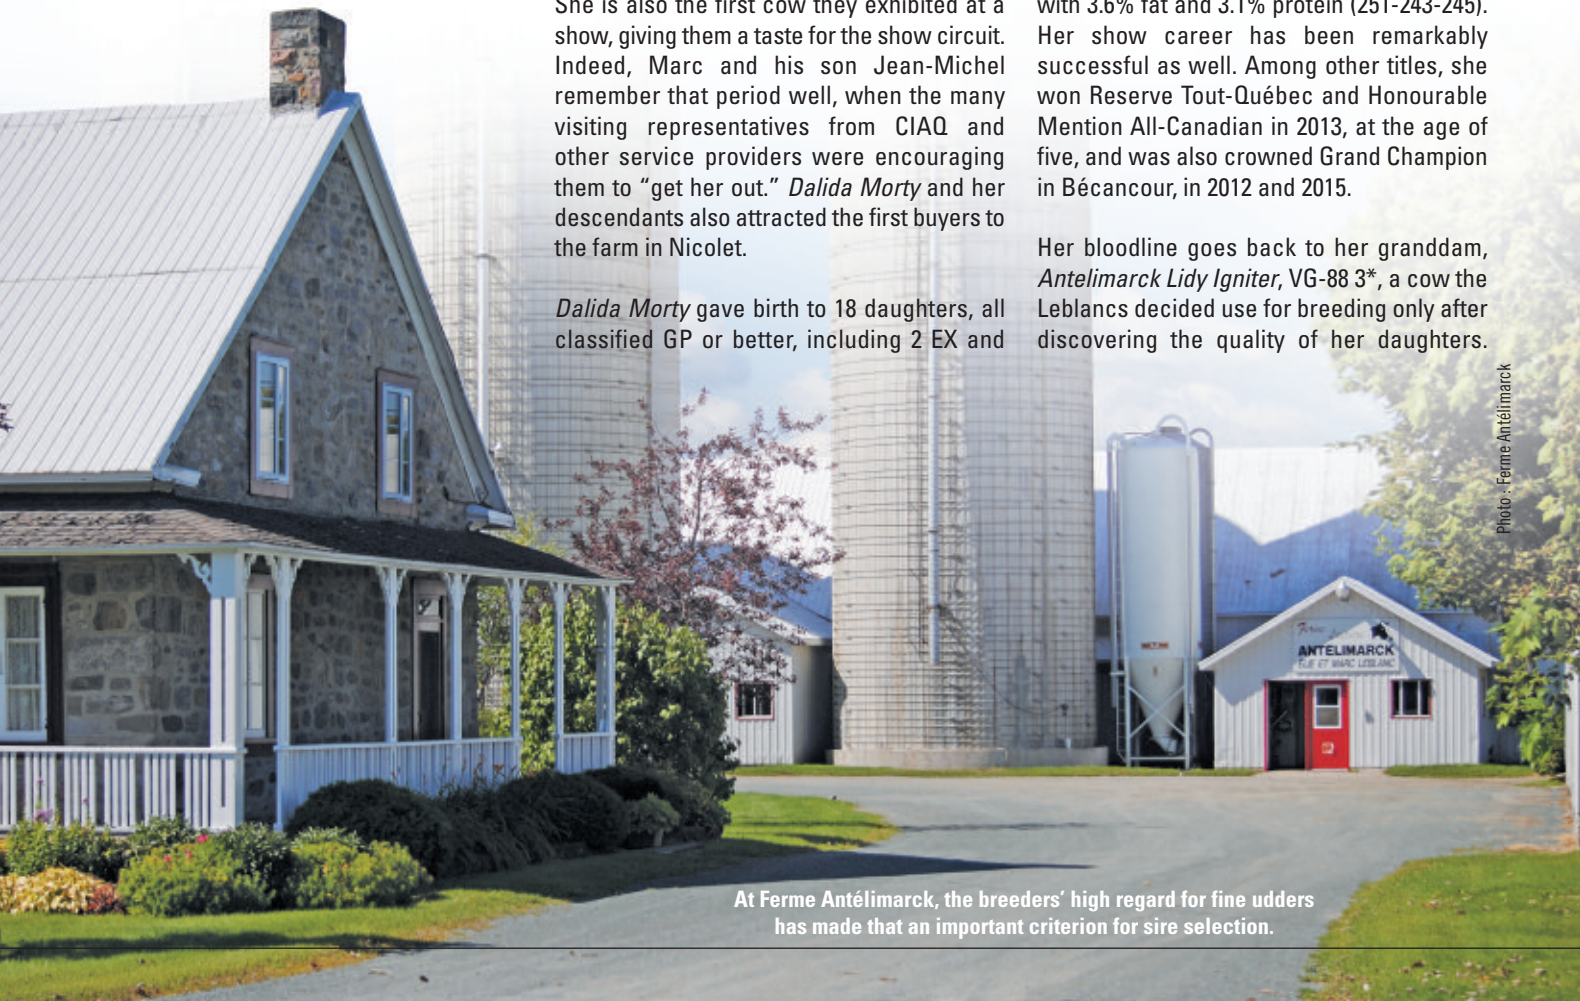 She is also the first cow they exhibited at a
show, giving them a taste for the show circuit.
Indeed, Marc and his son Jean-Michel
remember that period well, when the many
visiting representatives from CIAQ and
other service providers were encouraging
them to “get her out.” Dalida Morty and her
descendants also attracted the first buyers to
the farm in Nicolet.
Dalida Morty gave birth to 18 daughters, all
classified GP or better, including 2 EX and
with 3.6% fat and 3.1% protein (251-243-245).
Her show career has been remarkably
successful as well. Among other titles, she
won Reserve Tout-Québec and Honourable
Mention All-Canadian in 2013, at the age of
five, and was also crowned Grand Champion
in Bécancour, in 2012 and 2015.
Her bloodline goes back to her granddam,
Antelimarck Lidy Igniter, VG-88 3*, a cow the
Leblancs decided use for breeding only after
discovering the quality of her daughters.
Photo : Ferme Antélimarck
Ferme
ANTELIMARCK
ELIE ET MARC LEBLANC
At Ferme Antélimarck, the breeders’ high regard for fine udders
has made that an important criterion for sire selection.